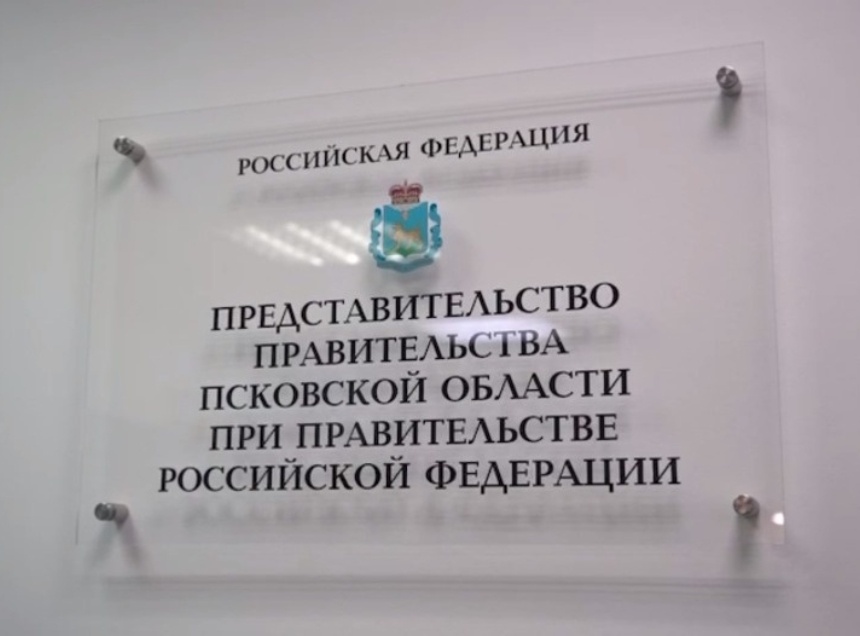 РОССИЙСКАЯ ФЕДЕРАЦИЯ
ПРЕДСТАВИТЕЛЬСТВО
ПРАВИТЕЛЬСТВА
ПСКОВСКОЙ ОБЛАСТИ
ПРИ ПРАВИТЕЛЬСТВЕ
РОССИЙСКОЙ ФЕДЕРАЦИИ